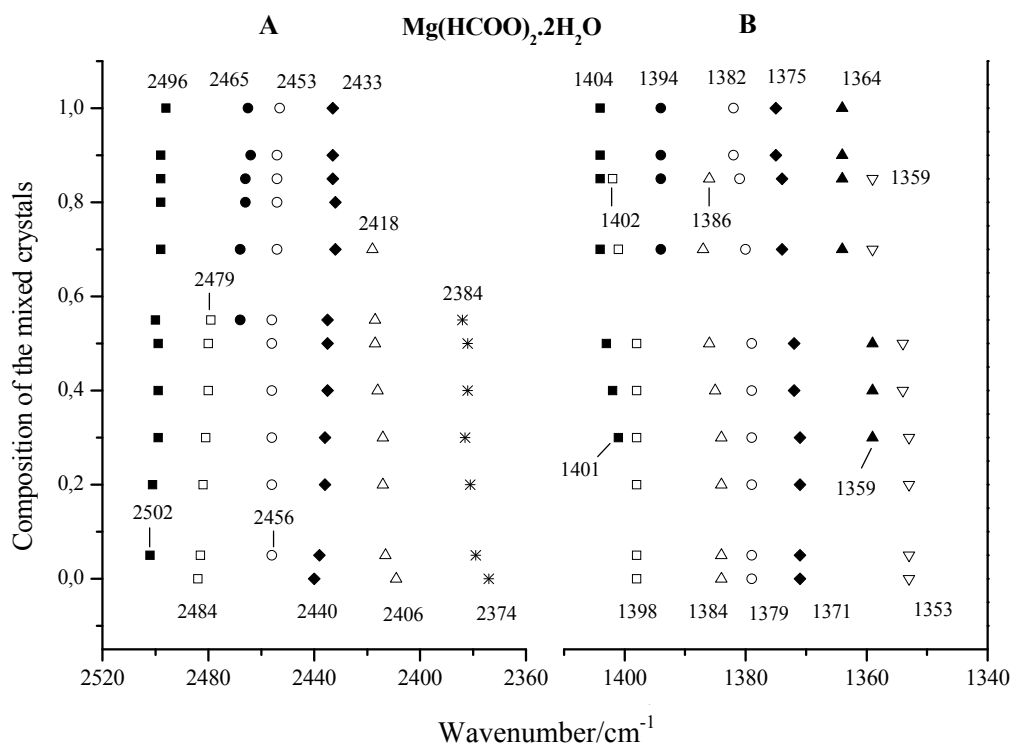 A Mg(HCOO)₂.2H₂O B
2496 2465 2453 2433 1404 1394 1382 1375 1364
1,0
1359
0,8
1402 1386
2418
0,6
2479 2384
0,4
1401 1359
0,2
2502 2456
0,0
2484 2440 2406 2374 1398 1384 1379 1371 1353
2520 2480 2440 2400 2360 1400 1380 1360 1340
Composition of the mixed crystals
Wavenumber/cm⁻¹